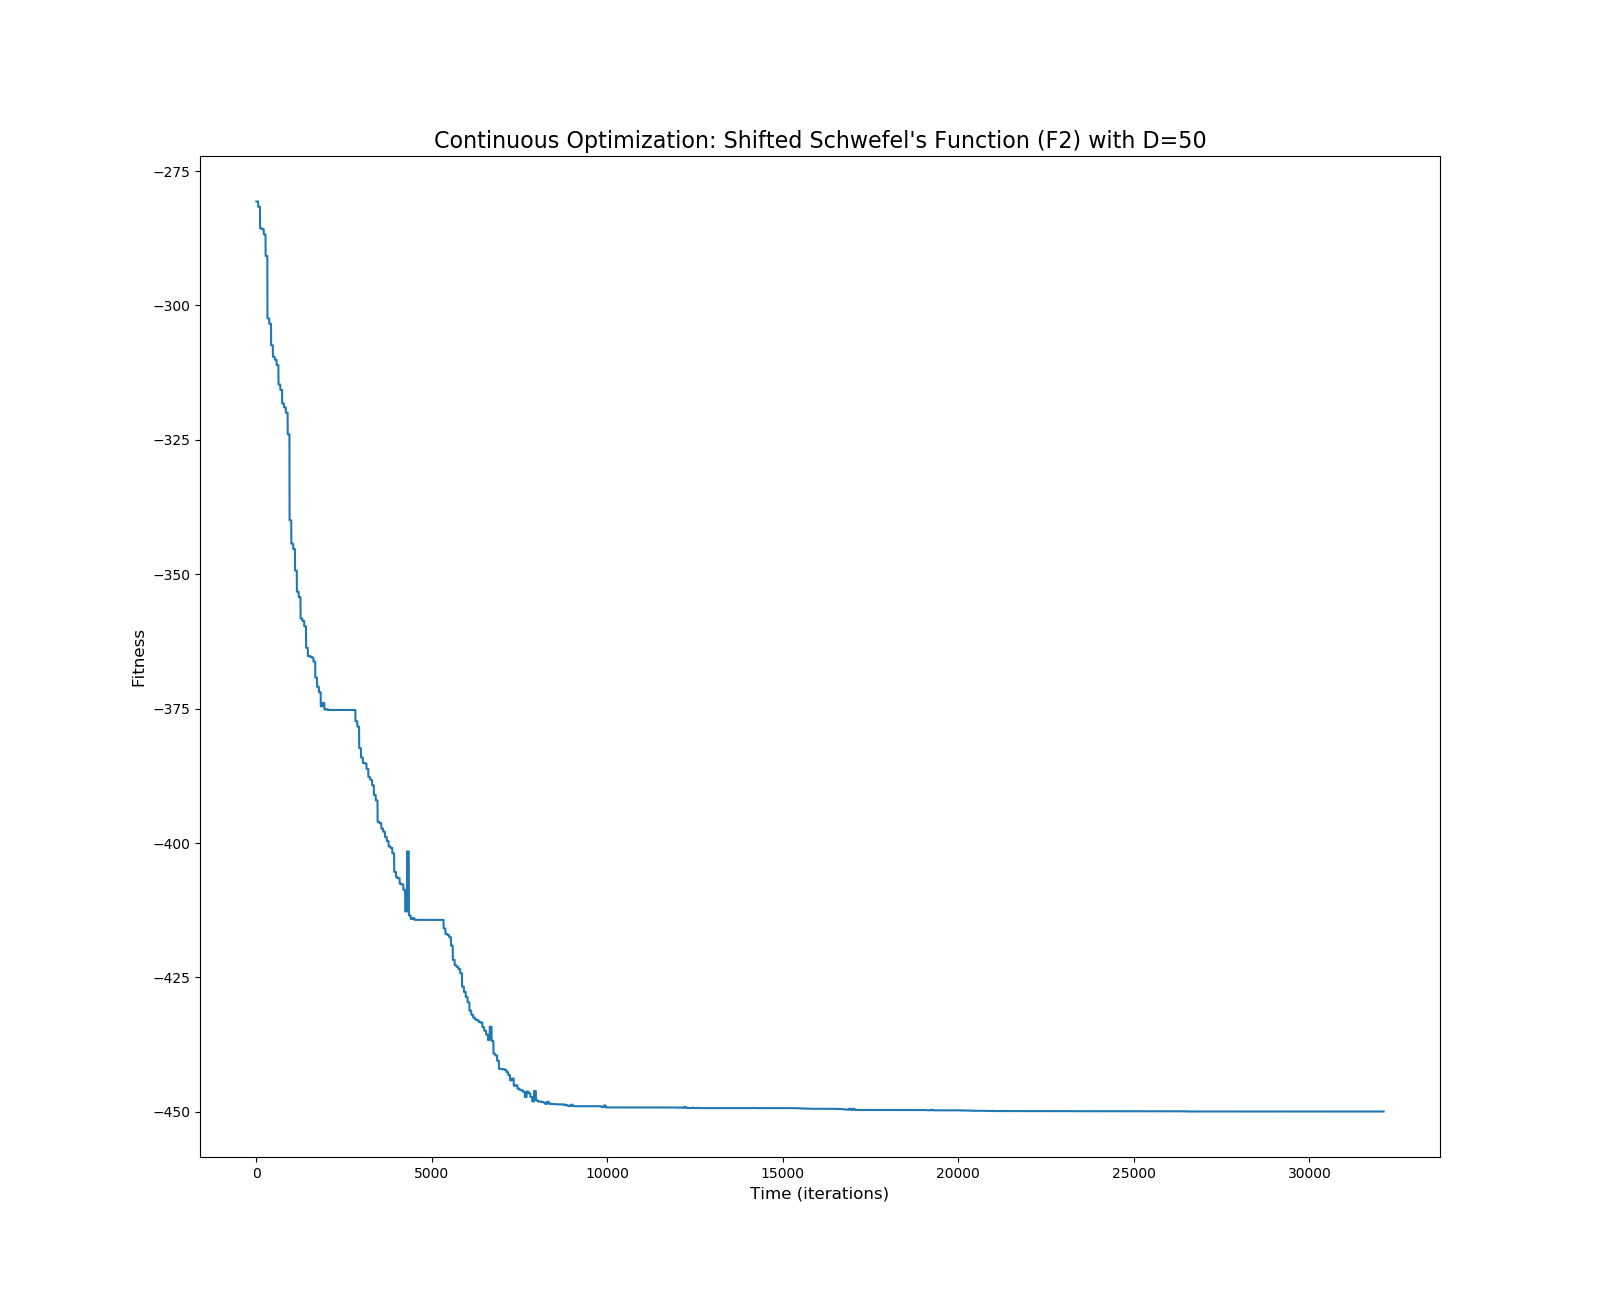 Continuous Optimization: Shifted Schwefel's Function (F2) with D=50
−275
−300
−325
−350
−375
−400
−425
−450
Fitness
0 5000 10000 15000 20000 25000 30000
Time (iterations)